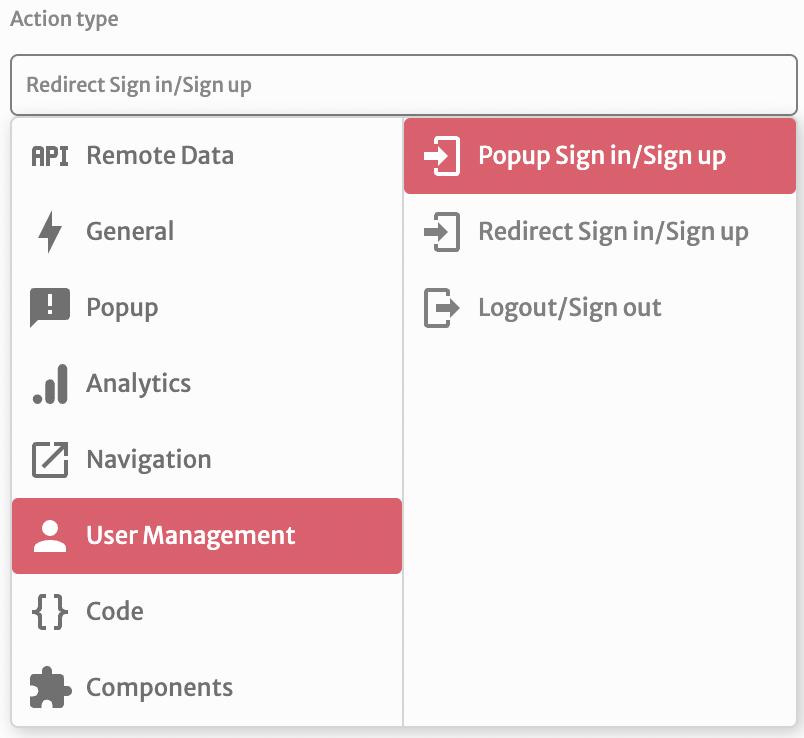 Action type
Redirect Sign in/Sign up
API Remote Data
General
Popup
Analytics
Navigation
User Management
Code
Components
Popup Sign in/Sign up
Redirect Sign in/Sign up
Logout/Sign out